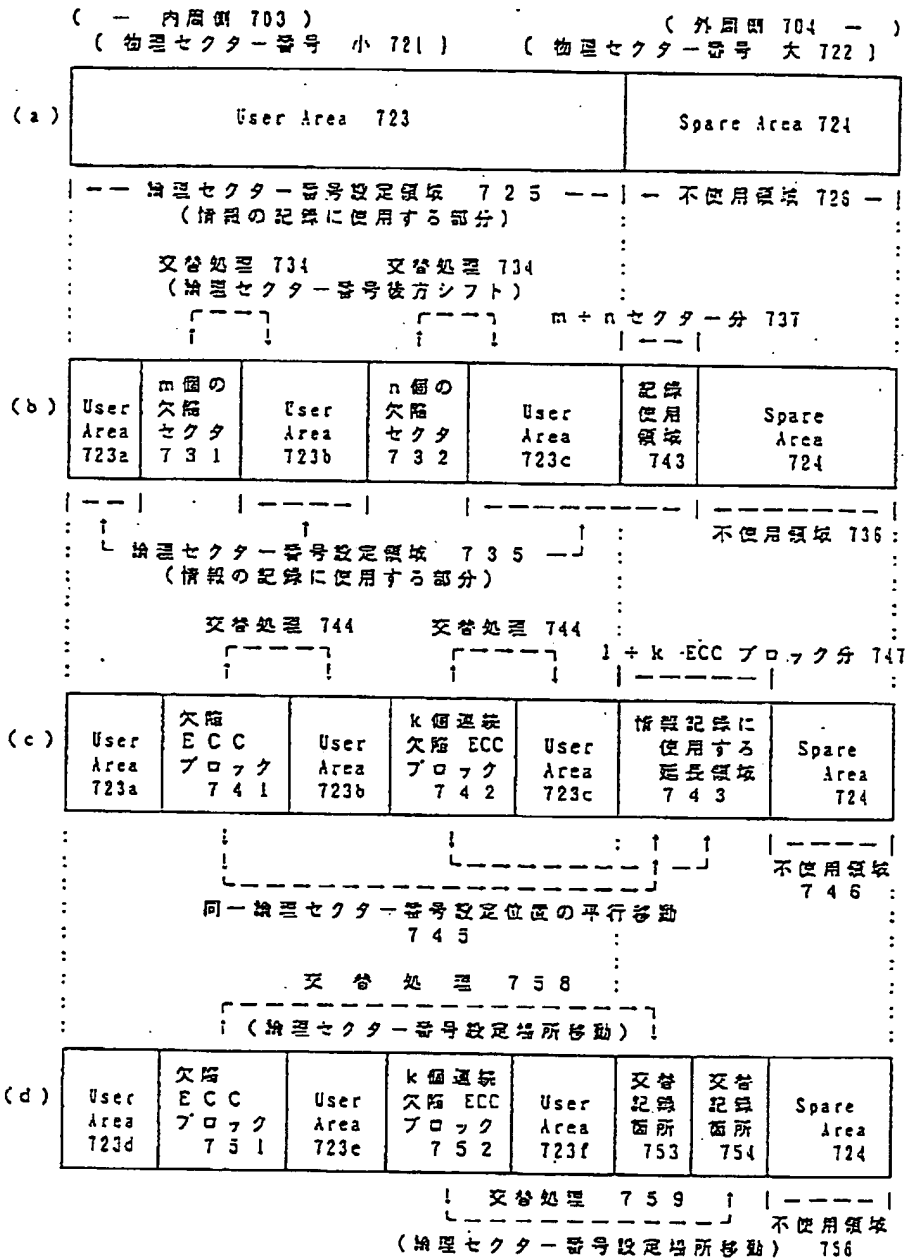 ( ― 内周側 703 )
( 外周側 704 ― )
( 物理セクター番号 小 721 )
( 物理セクター番号 大 722 )
(a)
User Area 723
Spare Area 724
|―― 論理セクター番号設定領域 725 ――|
(情報の記録に使用する部分)
|← 不使用領域 726 ―|
交替処理 734
交替処理 734
(論理セクター番号後方シフト)
m+nセクター分 737
(b)
User Area 723a
m個の欠陥セクタ 731
User Area 723b
n個の欠陥セクタ 732
User Area 723c
記録使用領域 743
Spare Area 724
不使用領域 736
論理セクター番号設定領域 735
(情報の記録に使用する部分)
交替処理 744
交替処理 744
1+k ECCブロック分 747
(c)
User Area 723a
欠陥ECCブロック 741
User Area 723b
k個連続欠陥 ECCブロック 742
User Area 723c
情報記録に使用する延長領域 743
Spare Area 724
不使用領域 746
同一論理セクター番号設定位置の平行移動 745
交替処理 758
(論理セクター番号設定場所移動)
(d)
User Area 723d
欠陥ECCブロック 751
User Area 723e
k個連続欠陥 ECCブロック 752
User Area 723f
交替記録箇所 753
交替記録箇所 754
Spare Area 724
交替処理 759
不使用領域 756
(論理セクター番号設定場所移動)